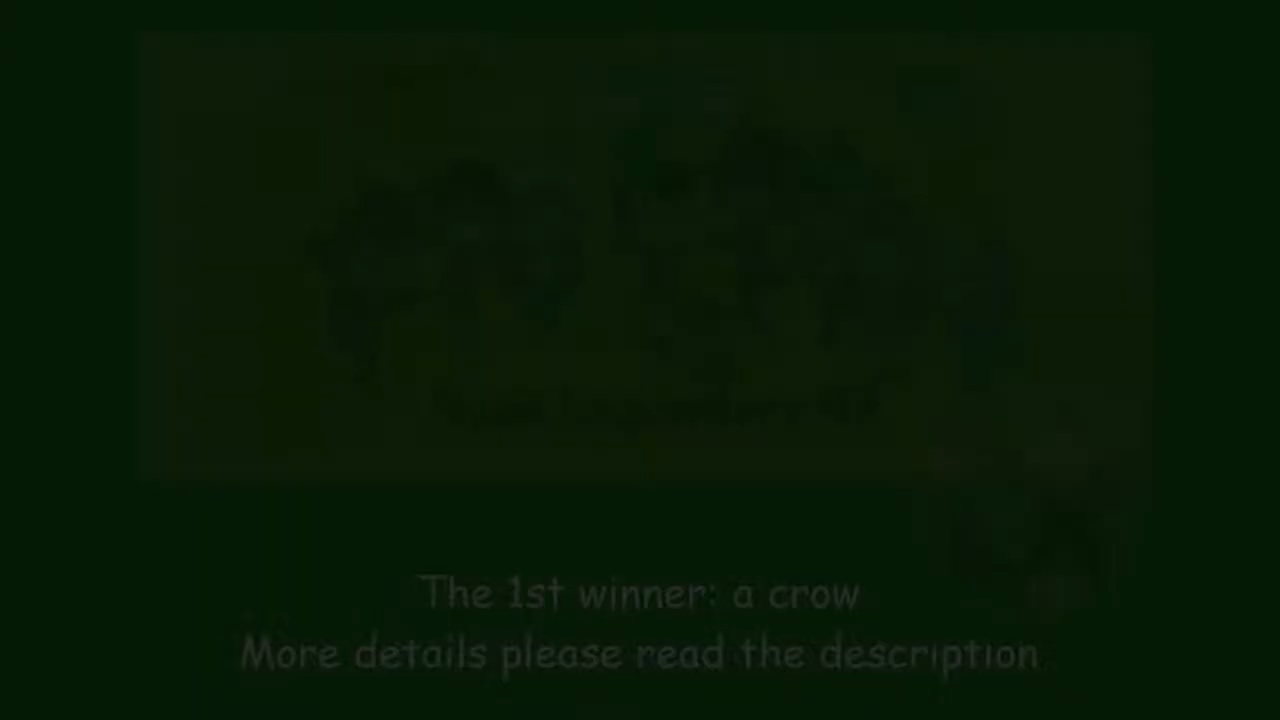 The 1st winner: a crow
More details please read the description